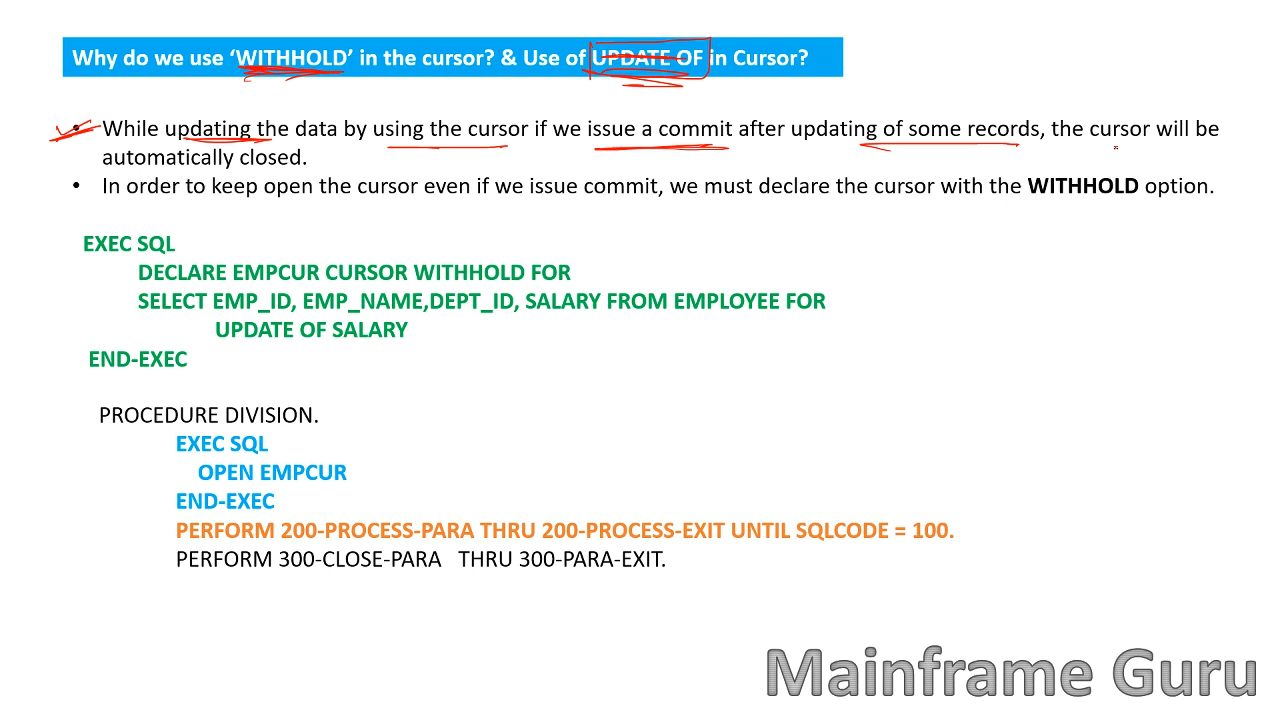 Why do we use ‘WITHHOLD’ in the cursor? & Use of UPDATE OF in Cursor?
• While updating the data by using the cursor if we issue a commit after updating of some records, the cursor will be
automatically closed.
• In order to keep open the cursor even if we issue commit, we must declare the cursor with the WITHHOLD option.
EXEC SQL
DECLARE EMPCUR CURSOR WITHHOLD FOR
SELECT EMP_ID, EMP_NAME,DEPT_ID, SALARY FROM EMPLOYEE FOR
UPDATE OF SALARY
END-EXEC
PROCEDURE DIVISION.
EXEC SQL
OPEN EMPCUR
END-EXEC
PERFORM 200-PROCESS-PARA THRU 200-PROCESS-EXIT UNTIL SQLCODE = 100.
PERFORM 300-CLOSE-PARA THRU 300-PARA-EXIT.
Mainframe Guru